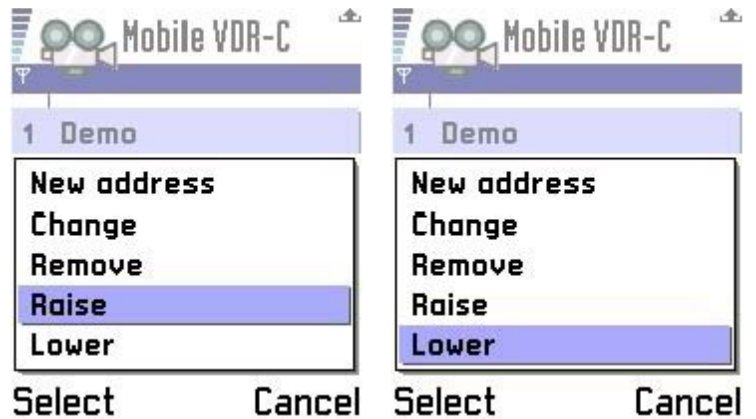 Mobile VDR-C
1 Demo
New address
Change
Remove
Raise
Lower
Select Cancel
Mobile VDR-C
1 Demo
New address
Change
Remove
Raise
Lower
Select Cancel